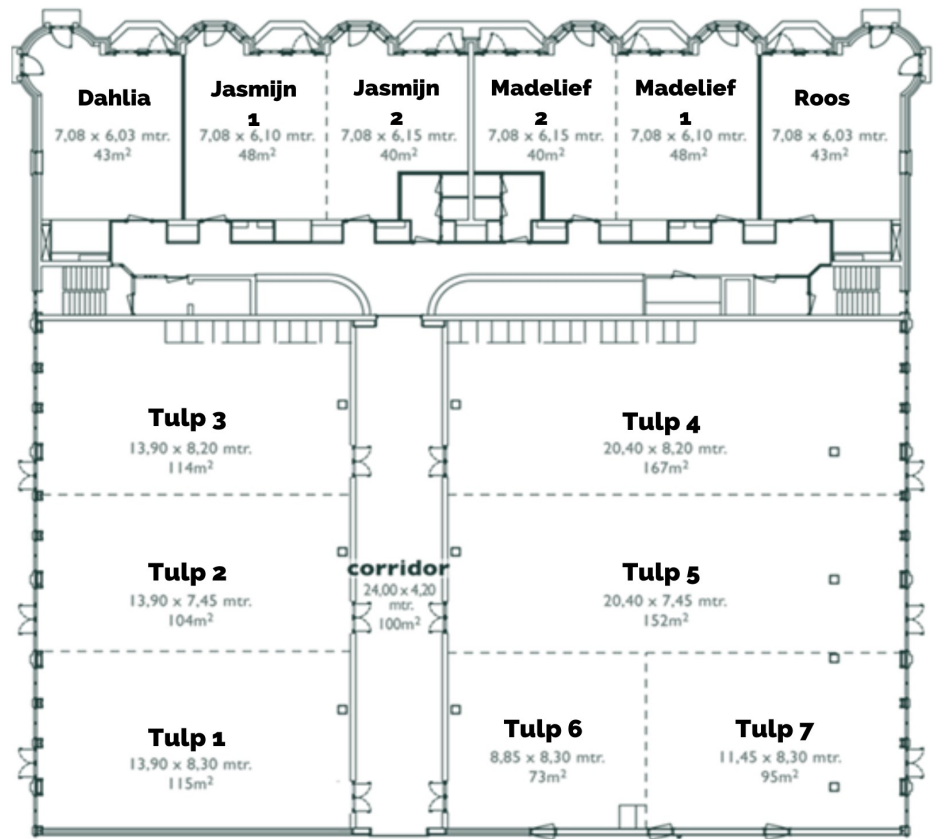 Dahlia
7,08 x 6,03 mtr.
43m²
Jasmijn
1
7,08 x 6,10 mtr.
48m²
Jasmijn
2
7,08 x 6,15 mtr.
40m²
Madelief
2
7,08 x 6,15 mtr.
40m²
Madelief
1
7,08 x 6,10 mtr.
48m²
Roos
7,08 x 6,03 mtr.
43m²
Tulp 3
13,90 x 8,20 mtr.
114m²
Tulp 4
20,40 x 8,20 mtr.
167m²
Tulp 2
13,90 x 7,45 mtr.
104m²
corridor
24,00 x 4,20
mtr.
100m²
Tulp 5
20,40 x 7,45 mtr.
152m²
Tulp 1
13,90 x 8,30 mtr.
115m²
Tulp 6
8,85 x 8,30 mtr.
73m²
Tulp 7
11,45 x 8,30 mtr.
95m²